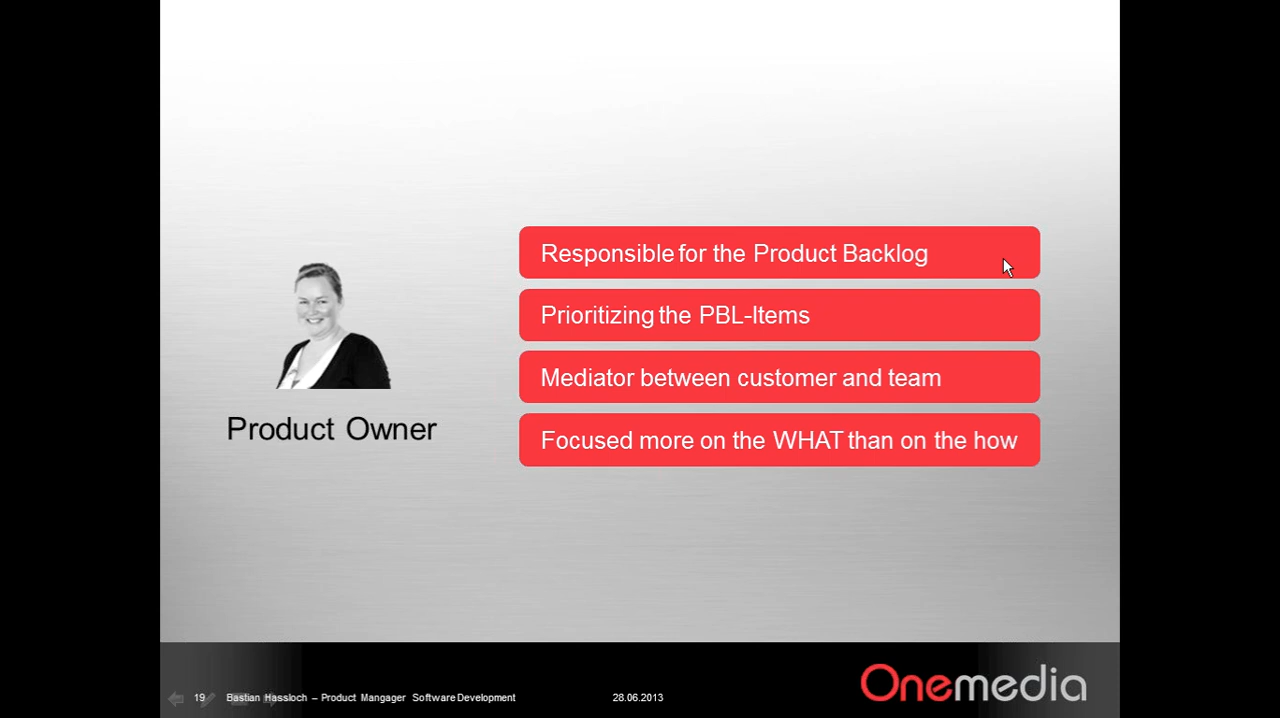 Responsible for the Product Backlog
Prioritizing the PBL-Items
Mediator between customer and team
Focused more on the WHAT than on the how
Product Owner
19 Bastian Hassloch – Product Mangager Software Development 28.06.2013
Onemedia